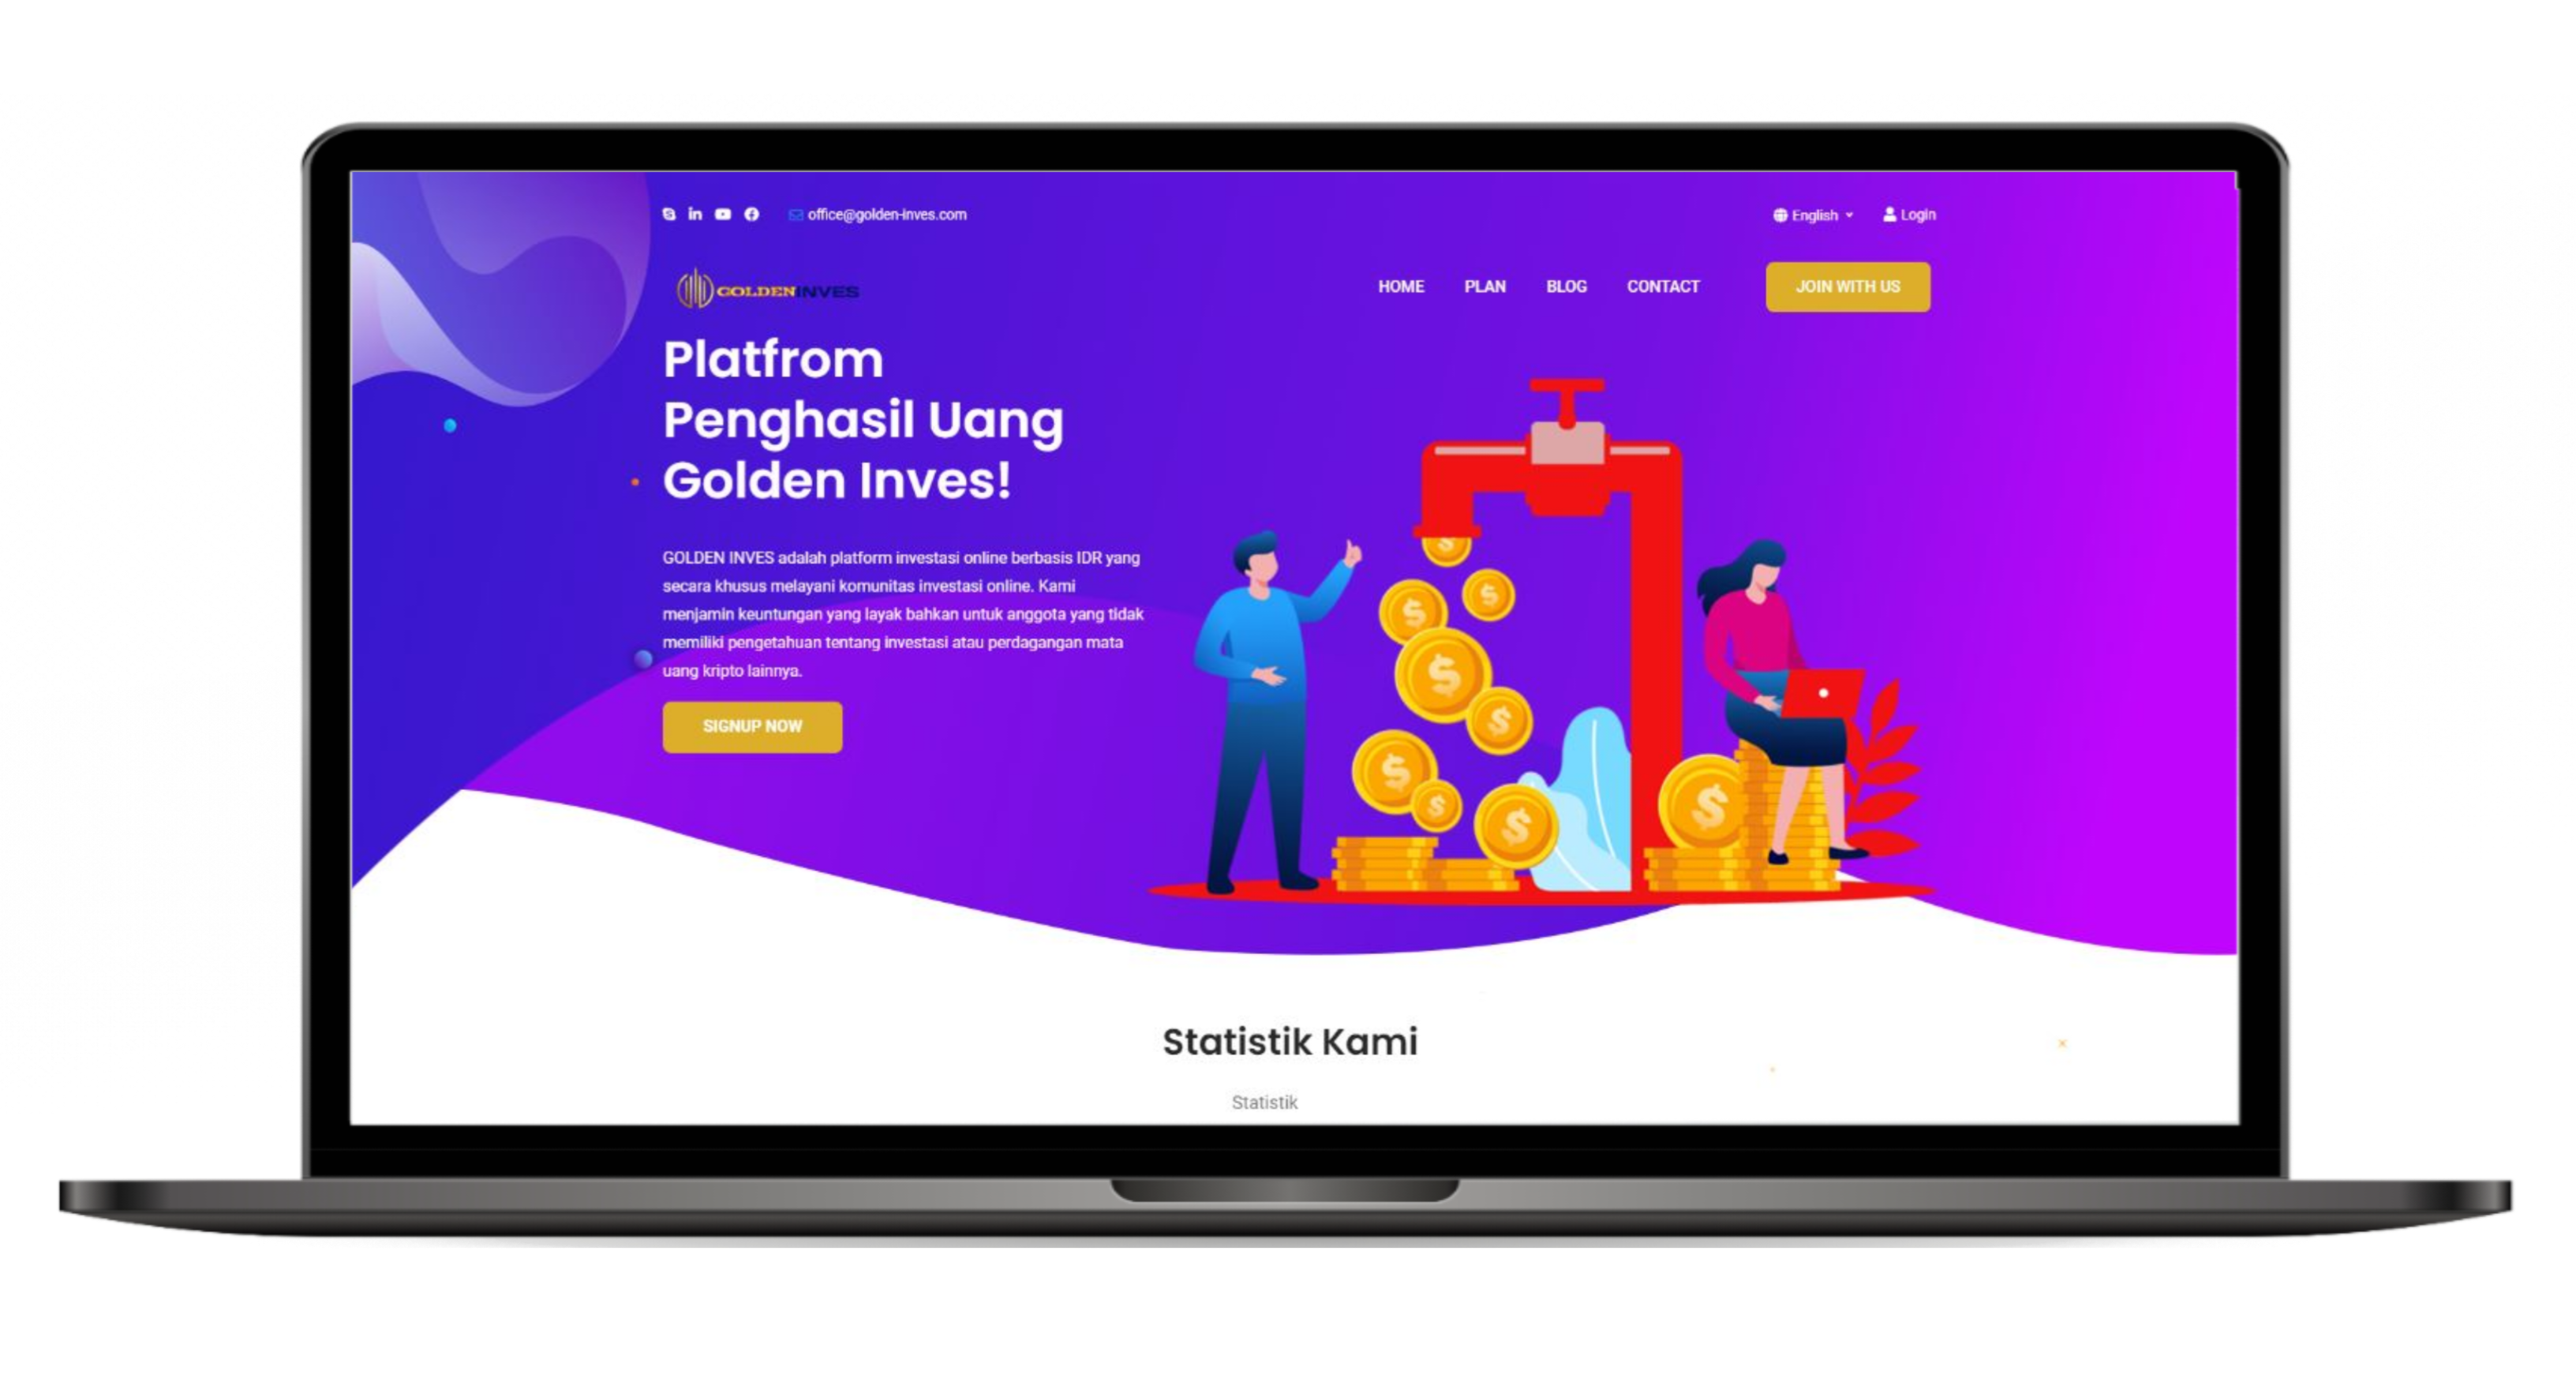 office@golden-inves.com
English
Login
GOLDENINVES
HOME PLAN BLOG CONTACT
JOIN WITH US
Platfrom
Penghasil Uang
Golden Inves!
GOLDEN INVES adalah platform investasi online berbasis IDR yang
secara khusus melayani komunitas investasi online. Kami
menjamin keuntungan yang layak bahkan untuk anggota yang tidak
memiliki pengetahuan tentang investasi atau perdagangan mata
uang kripto lainnya.
SIGNUP NOW
$
$
$
$
$
$
$
$
$
Statistik Kami
Statistik